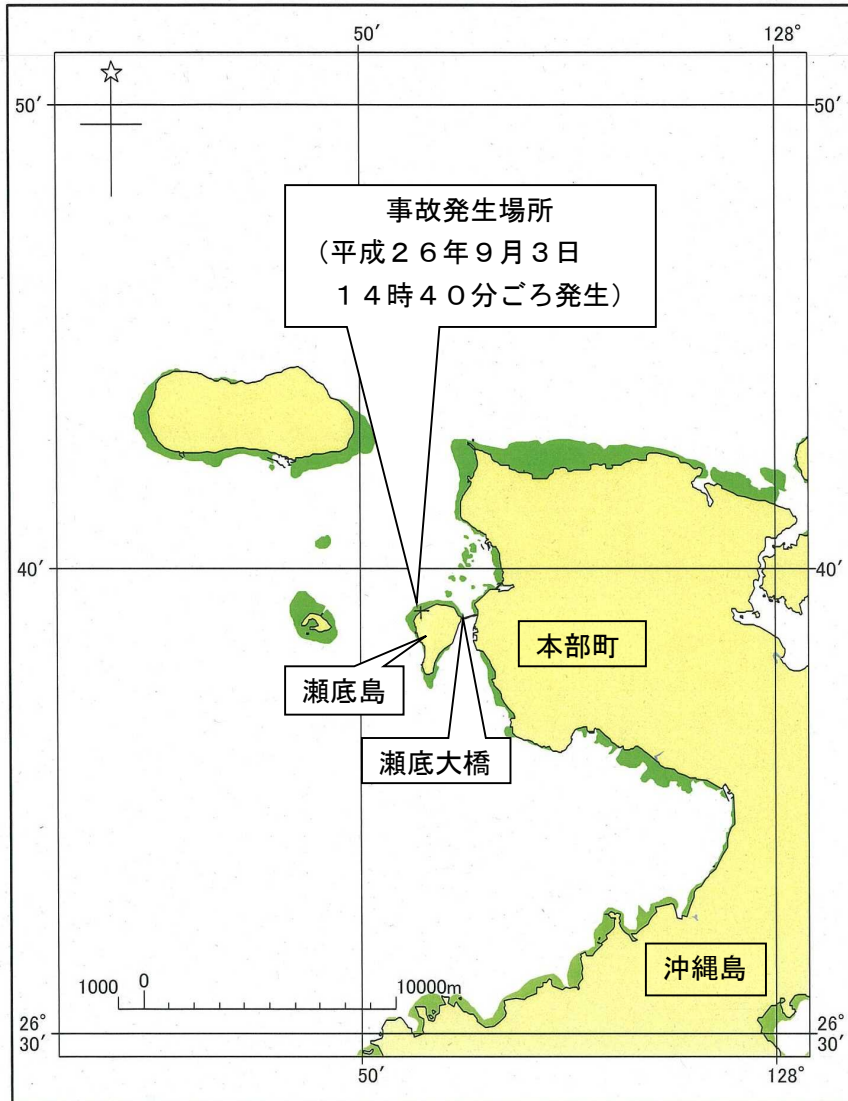 50′
128°
50′
50′
事故発生場所
（平成２６年９月３日
１４時４０分ごろ発生）
40′
40′
本部町
瀬底島
瀬底大橋
沖縄島
1000 0 10000m
26°
30′
26°
30′
50′
128°